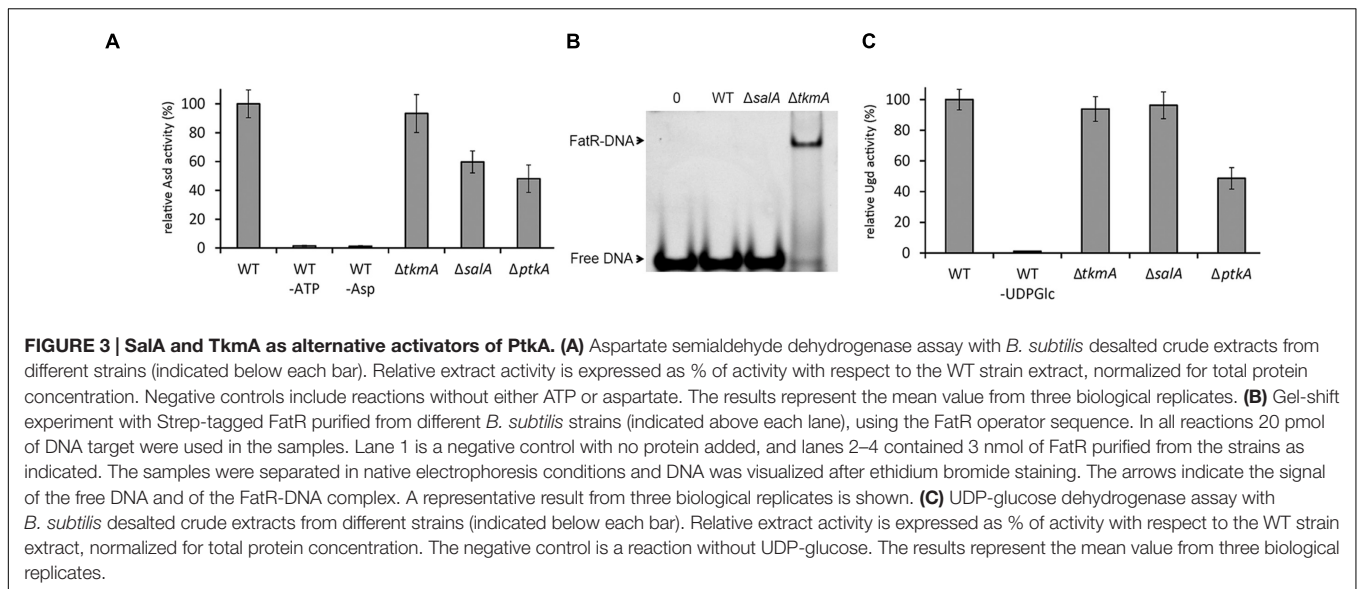 A
relative Asd activity (%)
100
80
60
40
20
0
WT
WT
-ATP
WT
-Asp
ΔtkmA
ΔsalA
ΔptkA
B
0 WT ΔsalA ΔtkmA
FatR-DNA
Free DNA
C
relative Ugd activity (%)
100
80
60
40
20
0
WT
WT
-UDPGlc
ΔtkmA
ΔsalA
ΔptkA
FIGURE 3 | SalA and TkmA as alternative activators of PtkA. (A) Aspartate semialdehyde dehydrogenase assay with B. subtilis desalted crude extracts from
different strains (indicated below each bar). Relative extract activity is expressed as % of activity with respect to the WT strain extract, normalized for total protein
concentration. Negative controls include reactions without either ATP or aspartate. The results represent the mean value from three biological replicates. (B) Gel-shift
experiment with Strep-tagged FatR purified from different B. subtilis strains (indicated above each lane), using the FatR operator sequence. In all reactions 20 pmol
of DNA target were used in the samples. Lane 1 is a negative control with no protein added, and lanes 2–4 contained 3 nmol of FatR purified from the strains as
indicated. The samples were separated in native electrophoresis conditions and DNA was visualized after ethidium bromide staining. The arrows indicate the signal
of the free DNA and of the FatR-DNA complex. A representative result from three biological replicates is shown. (C) UDP-glucose dehydrogenase assay with
B. subtilis desalted crude extracts from different strains (indicated below each bar). Relative extract activity is expressed as % of activity with respect to the WT strain
extract, normalized for total protein concentration. The negative control is a reaction without UDP-glucose. The results represent the mean value from three biological
replicates.